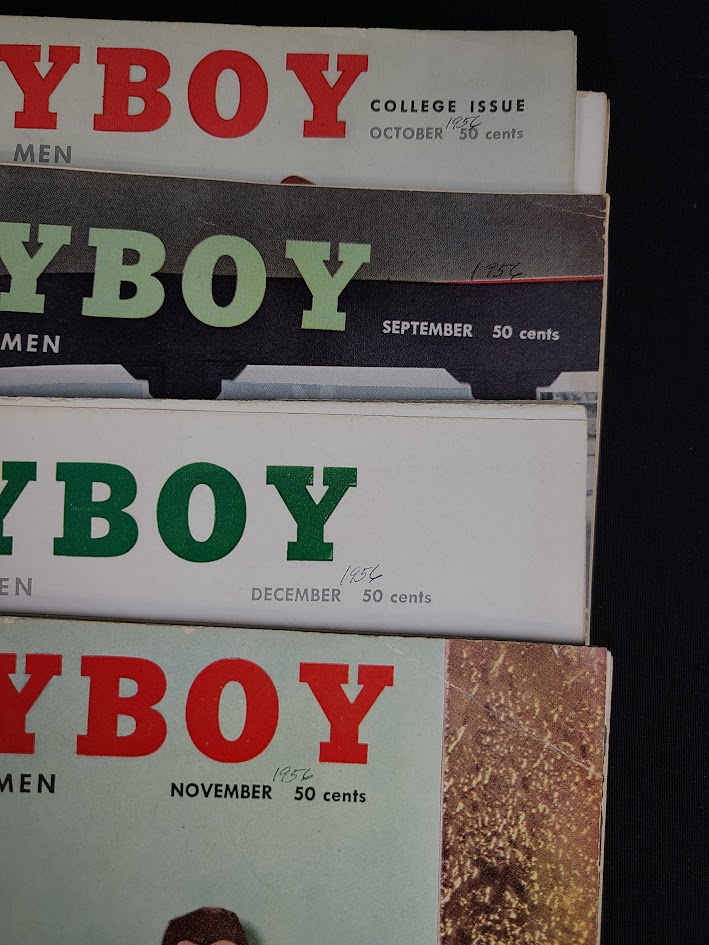 YBOY
COLLEGE ISSUE
1956
OCTOBER 50 cents
MEN
YBOY
1956
SEPTEMBER 50 cents
MEN
YBOY
1956
EN
DECEMBER 50 cents
YBOY
1956
MEN
NOVEMBER 50 cents